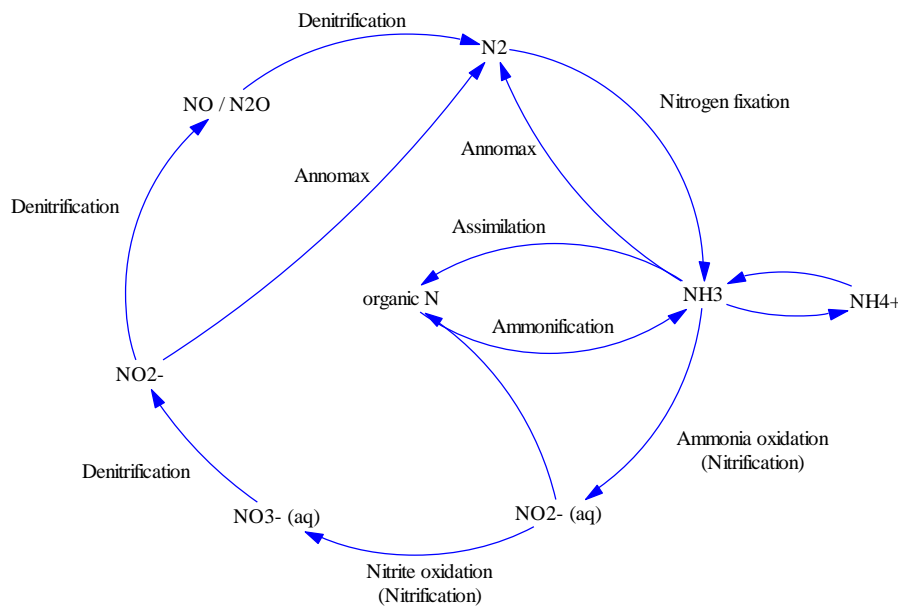 Denitrification
N2
NO / N2O
Nitrogen fixation
Annomax
Annomax
Denitrification
Assimilation
organic N
NH3
NH4+
Ammonification
NO2-
Ammonia oxidation
(Nitrification)
Denitrification
NO3- (aq)
NO2- (aq)
Nitrite oxidation
(Nitrification)